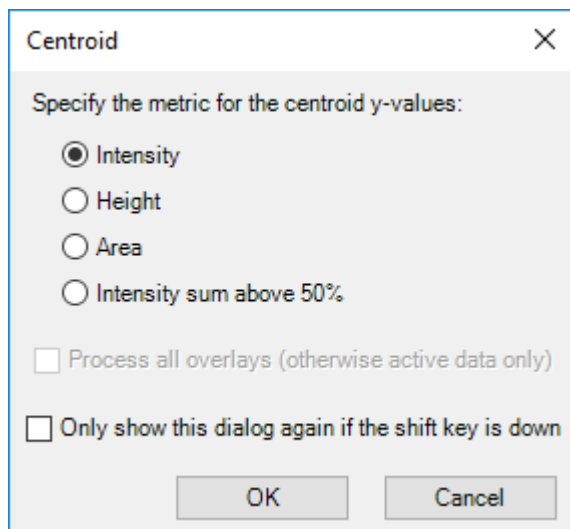 Centroid
Specify the metric for the centroid y-values:
Intensity
Height
Area
Intensity sum above 50%
Process all overlays (otherwise active data only)
Only show this dialog again if the shift key is down
OK Cancel